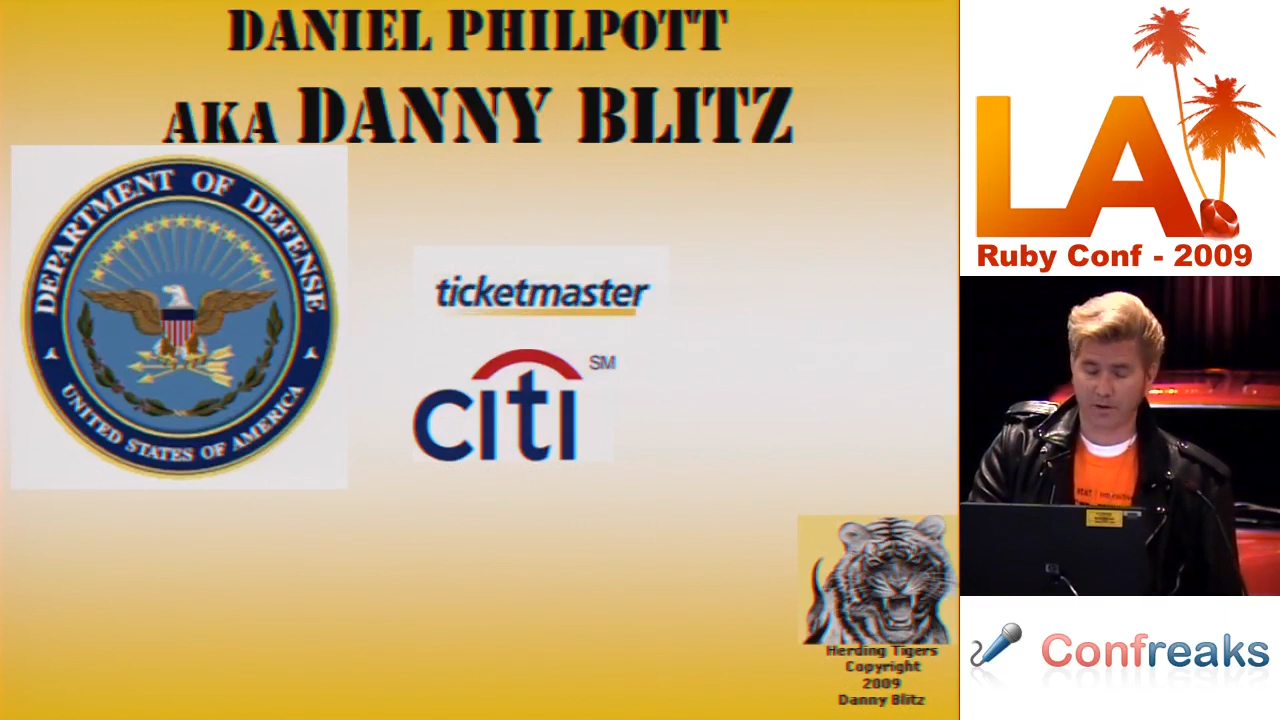 DANIEL PHILPOTT
AKA DANNY BLITZ
DEPARTMENT OF DEFENSE
UNITED STATES OF AMERICA
ticketmaster
citi SM
Herding Tigers
Copyright
2009
Danny Blitz
LA
Ruby Conf - 2009
hp
Confreaks